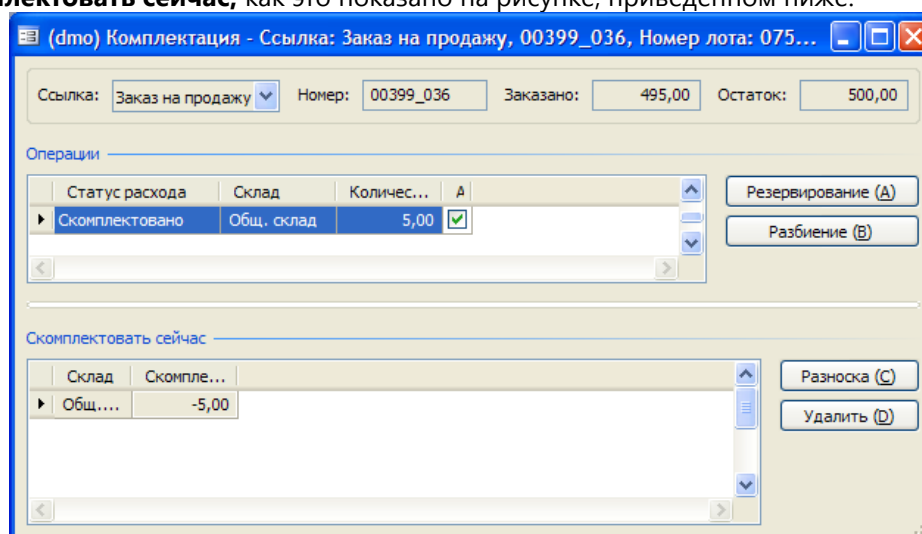 лектовать сейчас, как это показано на рисунке, приведенном ниже.
(dmo) Комплектация - Ссылка: Заказ на продажу, 00399_036, Номер лота: 075...
Ссылка: Заказ на продажу Номер: 00399_036 Заказано: 495,00 Остаток: 500,00
Операции
Статус расхода Склад Количес... А
Скомплектовано Общ. склад 5,00
Резервирование (A)
Разбиение (B)
Скомплектовать сейчас
Склад Скомпле...
Общ.... -5,00
Разноска (C)
Удалить (D)